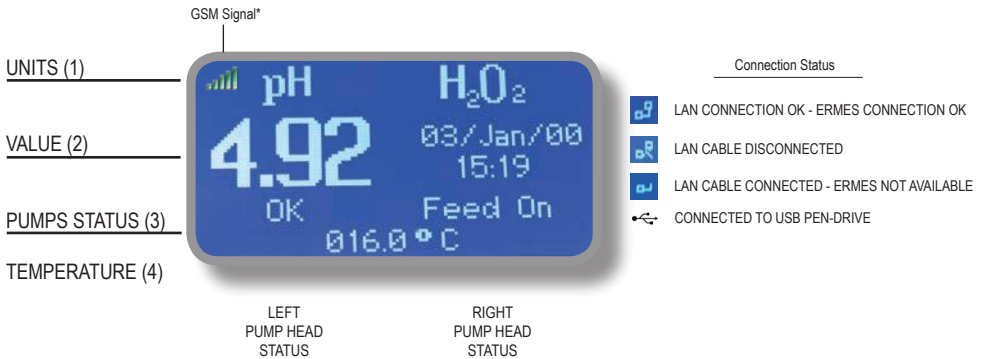 GSM Signal*
UNITS (1)
VALUE (2)
PUMPS STATUS (3)
TEMPERATURE (4)
pH
H2O2
4.92
03/Jan/00
15:19
OK
Feed On
016.0 °C
LEFT
PUMP HEAD
STATUS
RIGHT
PUMP HEAD
STATUS
Connection Status
LAN CONNECTION OK - ERMES CONNECTION OK
LAN CABLE DISCONNECTED
LAN CABLE CONNECTED - ERMES NOT AVAILABLE
CONNECTED TO USB PEN-DRIVE